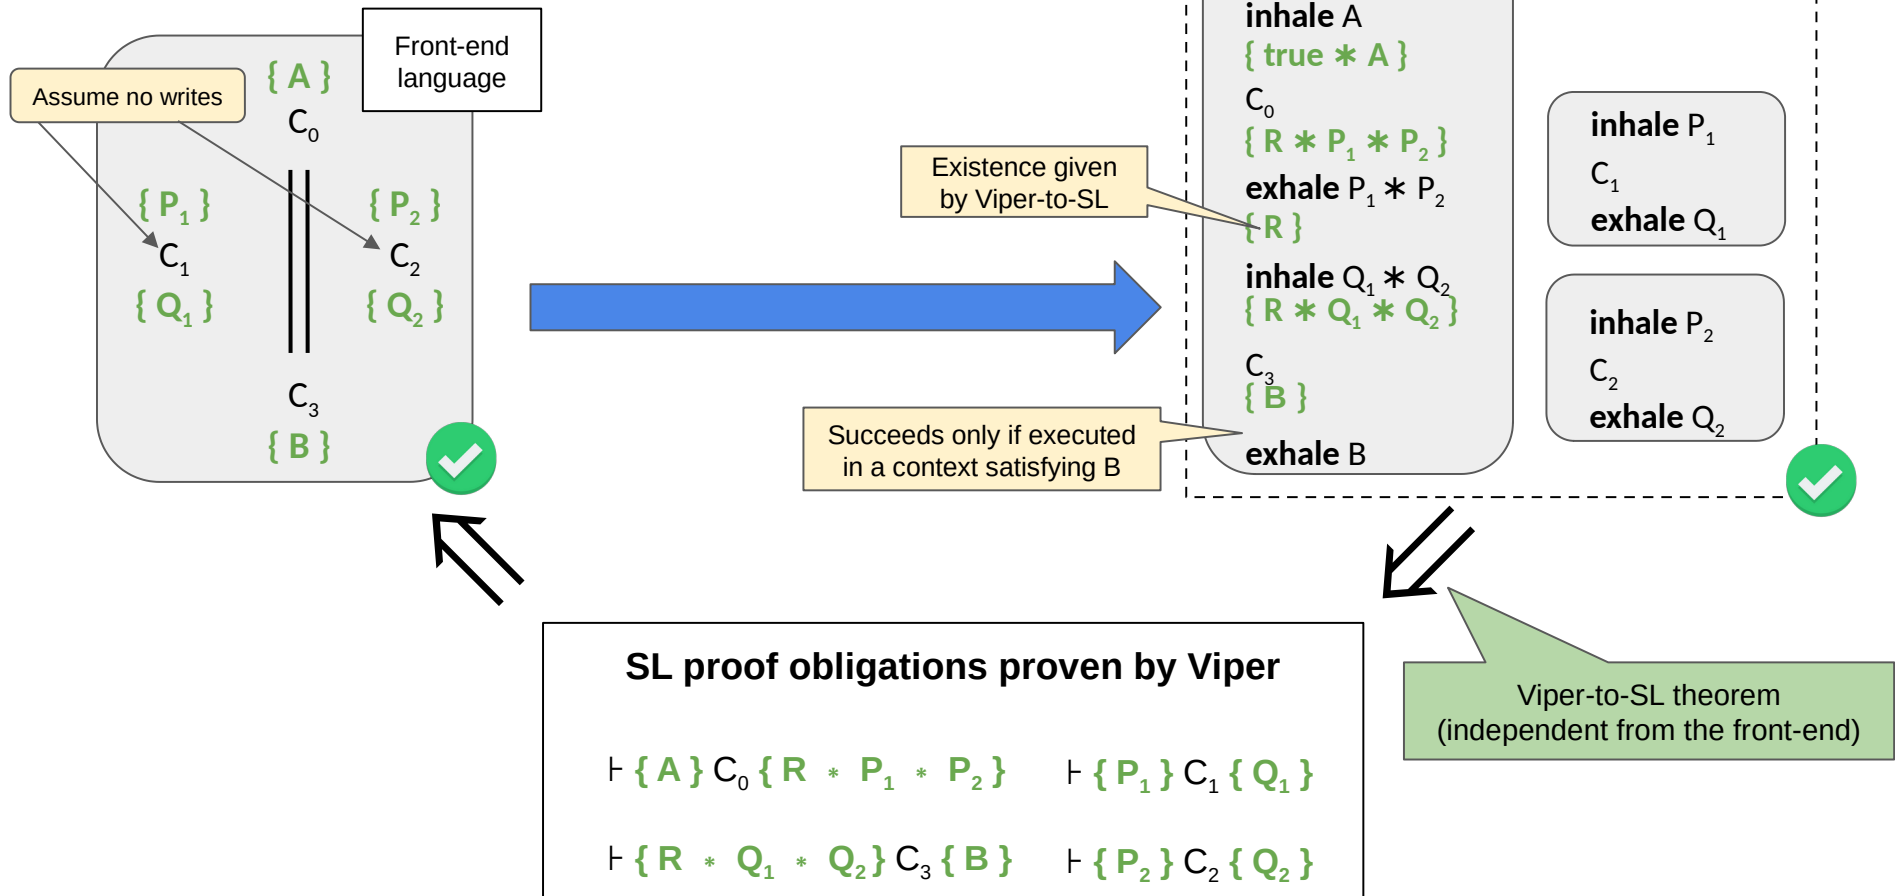 Front-end
language
Assume no writes
{ A }
C₀
{ P₁ }
{ P₂ }
C₁
C₂
{ Q₁ }
{ Q₂ }
C₃
{ B }
Existence given
by Viper-to-SL
Succeeds only if executed
in a context satisfying B
inhale A
{ true ∗ A }
C₀
{ R ∗ P₁ ∗ P₂ }
exhale P₁ ∗ P₂
{ R }
inhale Q₁ ∗ Q₂
{ R ∗ Q₁ ∗ Q₂ }
C₃
{ B }
exhale B
inhale P₁
C₁
exhale Q₁
inhale P₂
C₂
exhale Q₂
Viper-to-SL theorem
(independent from the front-end)
SL proof obligations proven by Viper
⊦ { A } C₀ { R ∗ P₁ ∗ P₂ }
⊦ { P₁ } C₁ { Q₁ }
⊦ { R ∗ Q₁ ∗ Q₂ } C₃ { B }
⊦ { P₂ } C₂ { Q₂ }